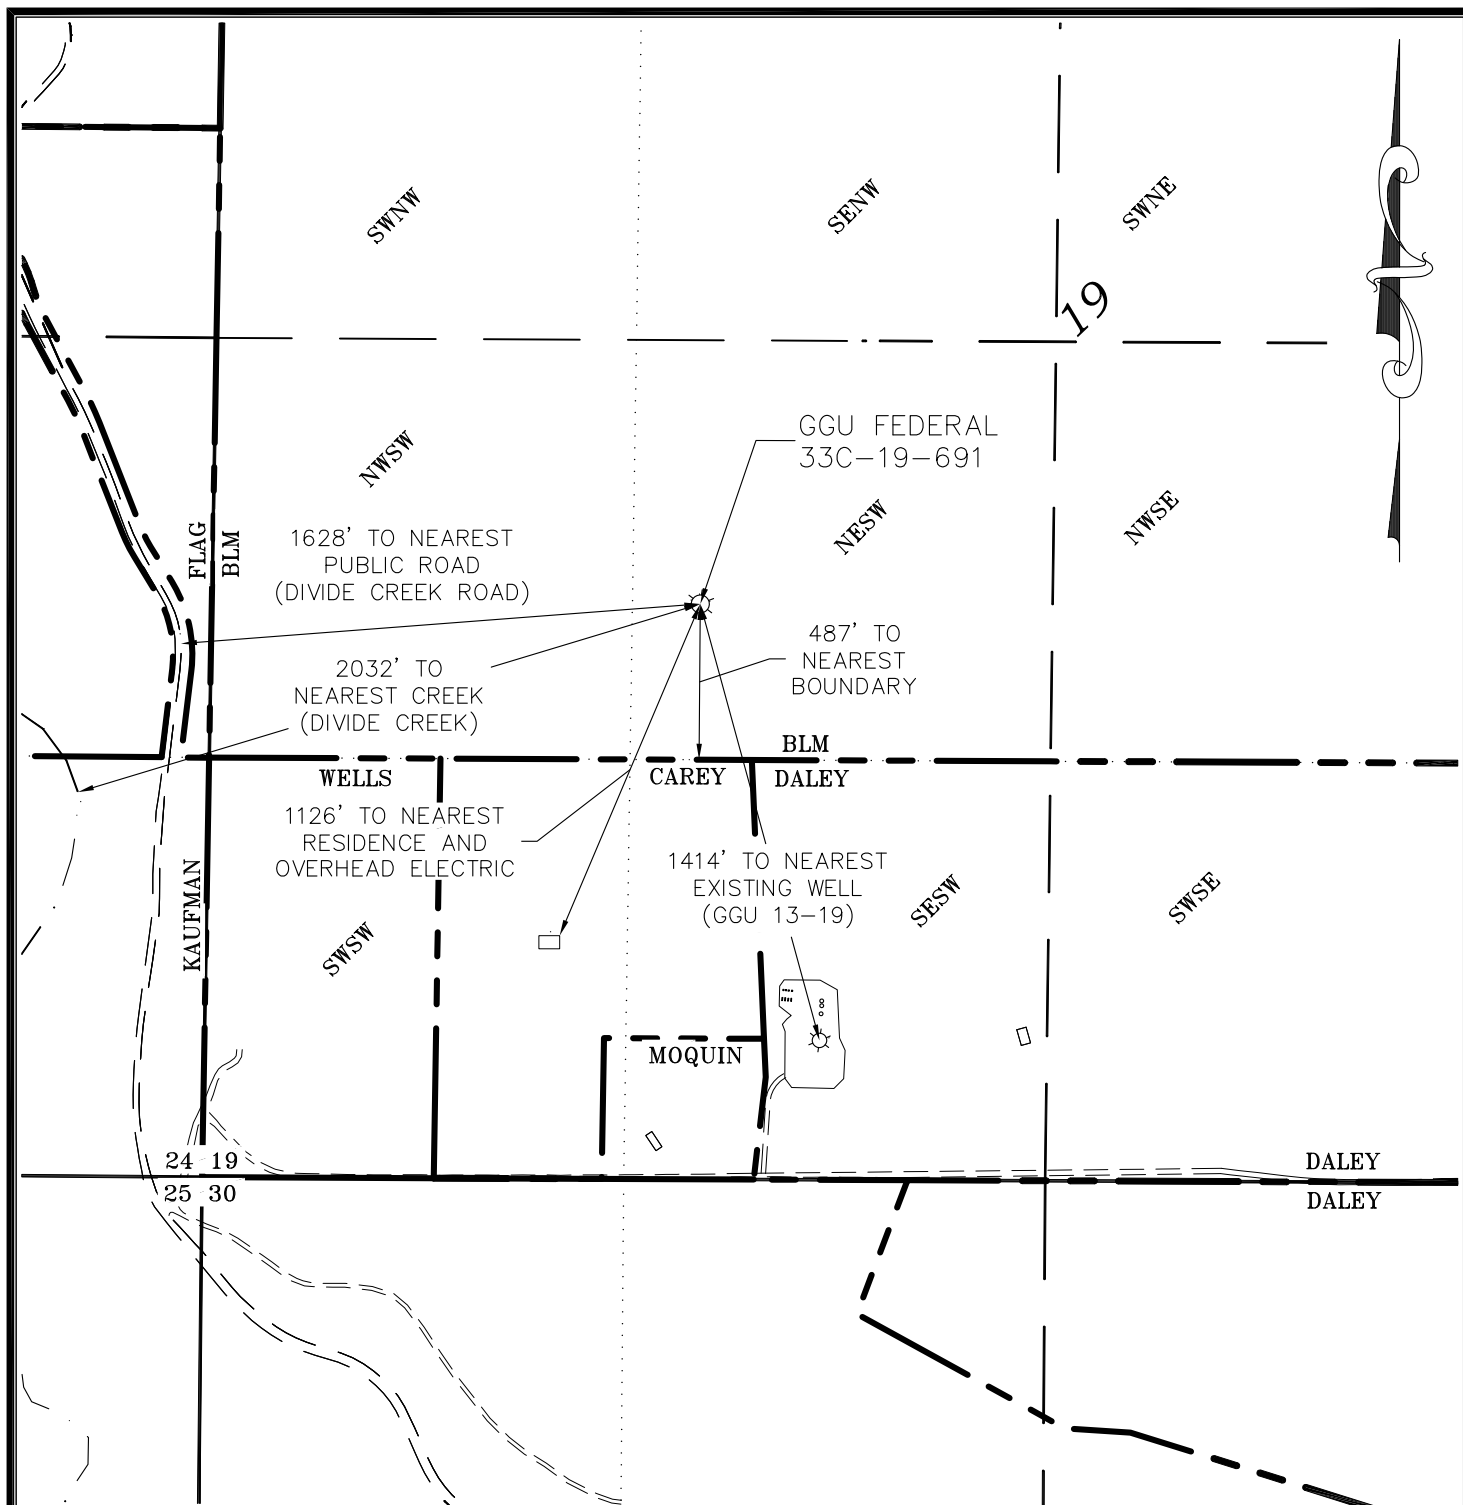 SWNW
SENW
SWNE
19
GGU FEDERAL
33C-19-691
NWSW
NESW
NWSE
FLAG
BLM
1628' TO NEAREST
PUBLIC ROAD
(DIVIDE CREEK ROAD)
487' TO
NEAREST
BOUNDARY
2032' TO
NEAREST CREEK
(DIVIDE CREEK)
BLM
WELLS
CAREY
DALEY
1126' TO NEAREST
RESIDENCE AND
OVERHEAD ELECTRIC
1414' TO NEAREST
EXISTING WELL
(GGU 13-19)
KAUFMAN
SWSW
SESW
SWSE
MOQUIN
24 19
25 30
DALEY
DALEY